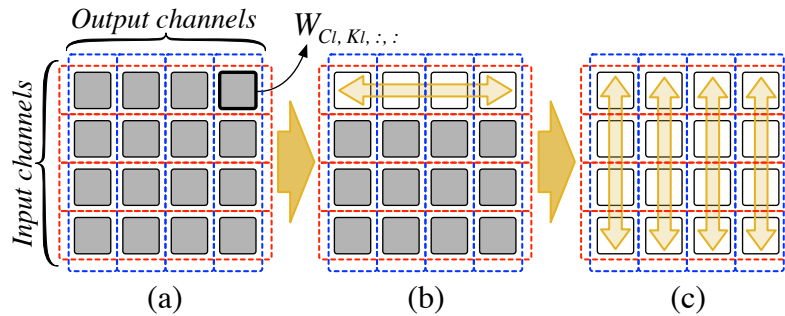 Output channels
W_{Cl, Kl, :, :}
Input channels
(a)
(b)
(c)